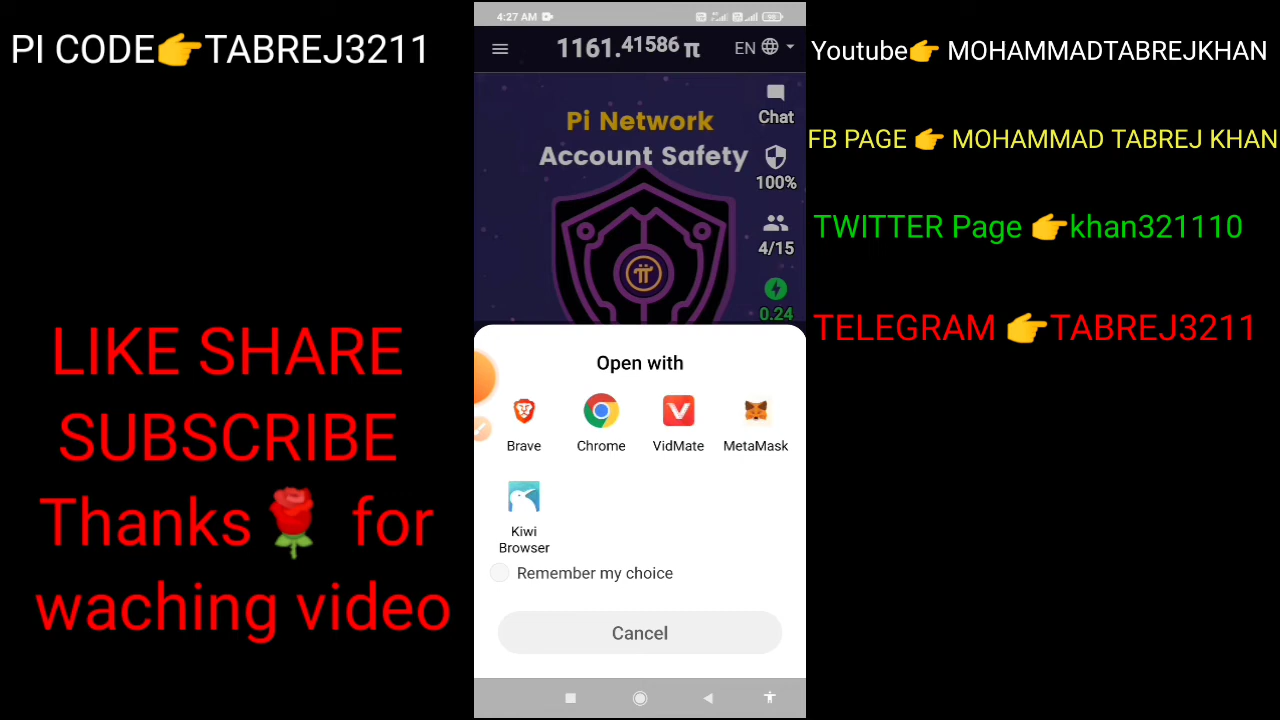 PI CODE👉TABREJ3211
LIKE SHARE
SUBSCRIBE
Thanks🌹 for
waching video
4:27 AM
1161.41586 π
EN
Pi Network
Account Safety
Chat
100%
4/15
0.24
Open with
Brave
Chrome
VidMate
MetaMask
Kiwi
Browser
Remember my choice
Cancel
Youtube👉 MOHAMMADTABREJKHAN
FB PAGE 👉 MOHAMMAD TABREJ KHAN
TWITTER Page 👉khan321110
TELEGRAM 👉TABREJ3211